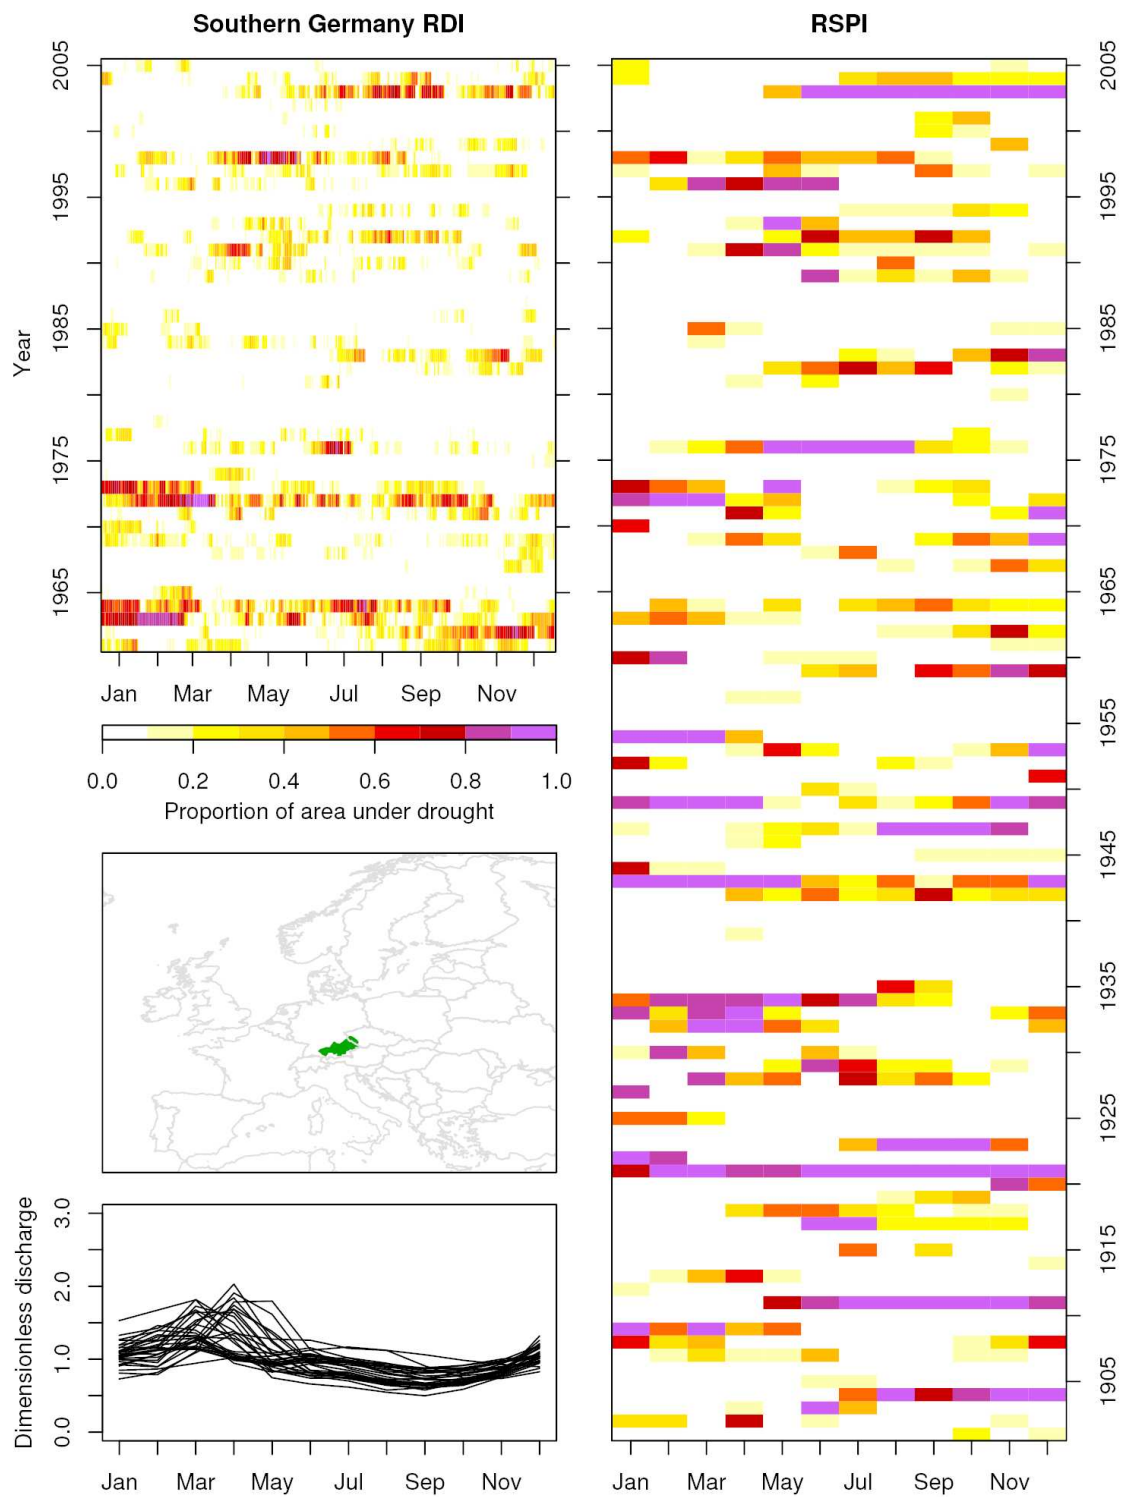 Southern Germany RDI
RSPI
Year
2005
1995
1985
1975
1965
Jan Mar May Jul Sep Nov
0.0 0.2 0.4 0.6 0.8 1.0
Proportion of area under drought
Dimensionless discharge
3.0
2.0
1.0
0.0
Jan Mar May Jul Sep Nov
2005
1995
1985
1975
1965
1955
1945
1935
1925
1915
1905
Jan Mar May Jul Sep Nov